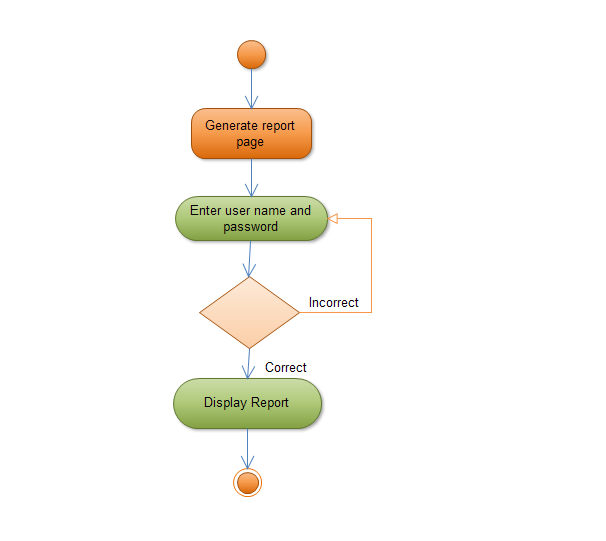 Generate report
page
Enter user name and
password
Incorrect
Correct
Display Report